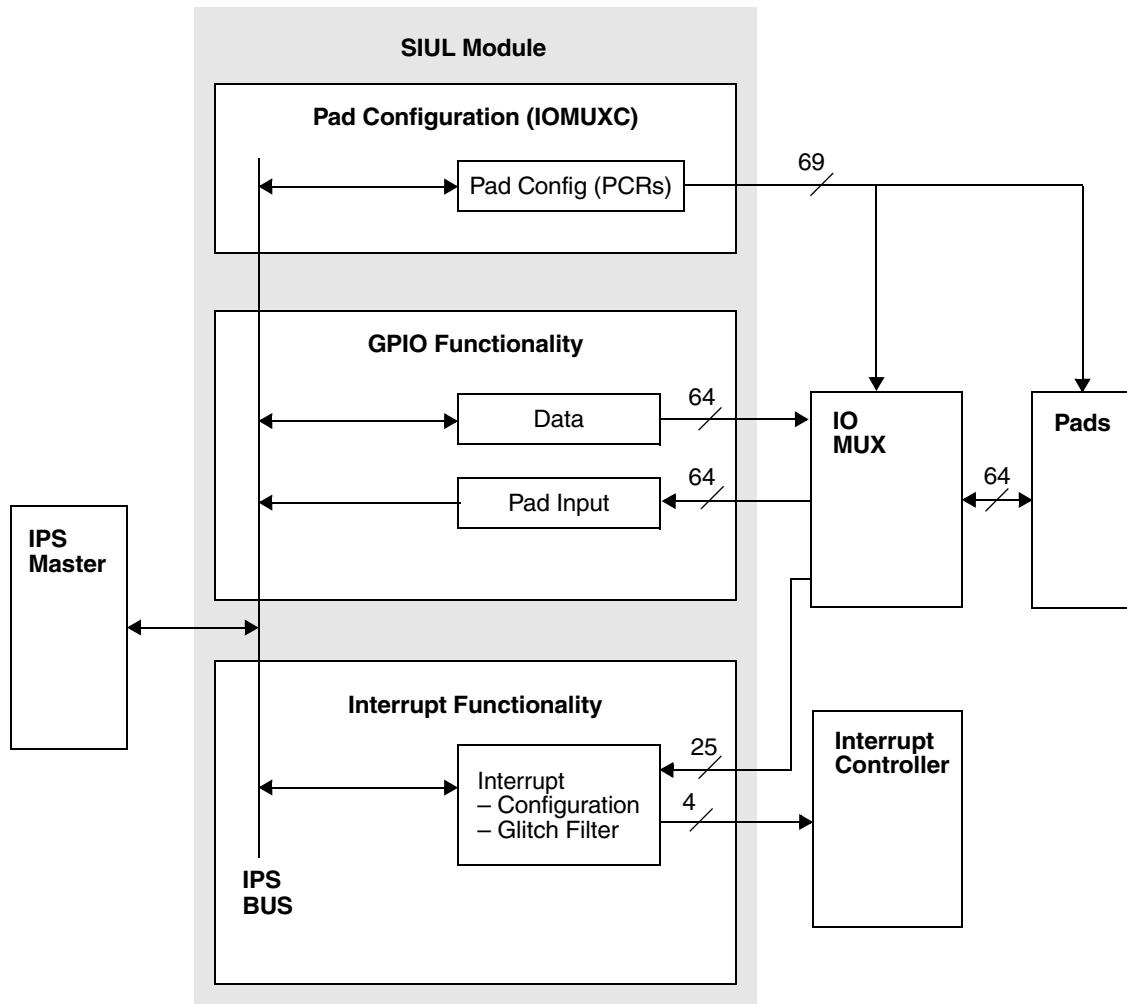 SIUL Module
Pad Configuration (IOMUXC)
Pad Config (PCRs)
69
GPIO Functionality
Data
64
Pad Input
64
IO
MUX
64
Pads
IPS
Master
Interrupt Functionality
Interrupt
– Configuration
– Glitch Filter
25
4
Interrupt
Controller
IPS
BUS